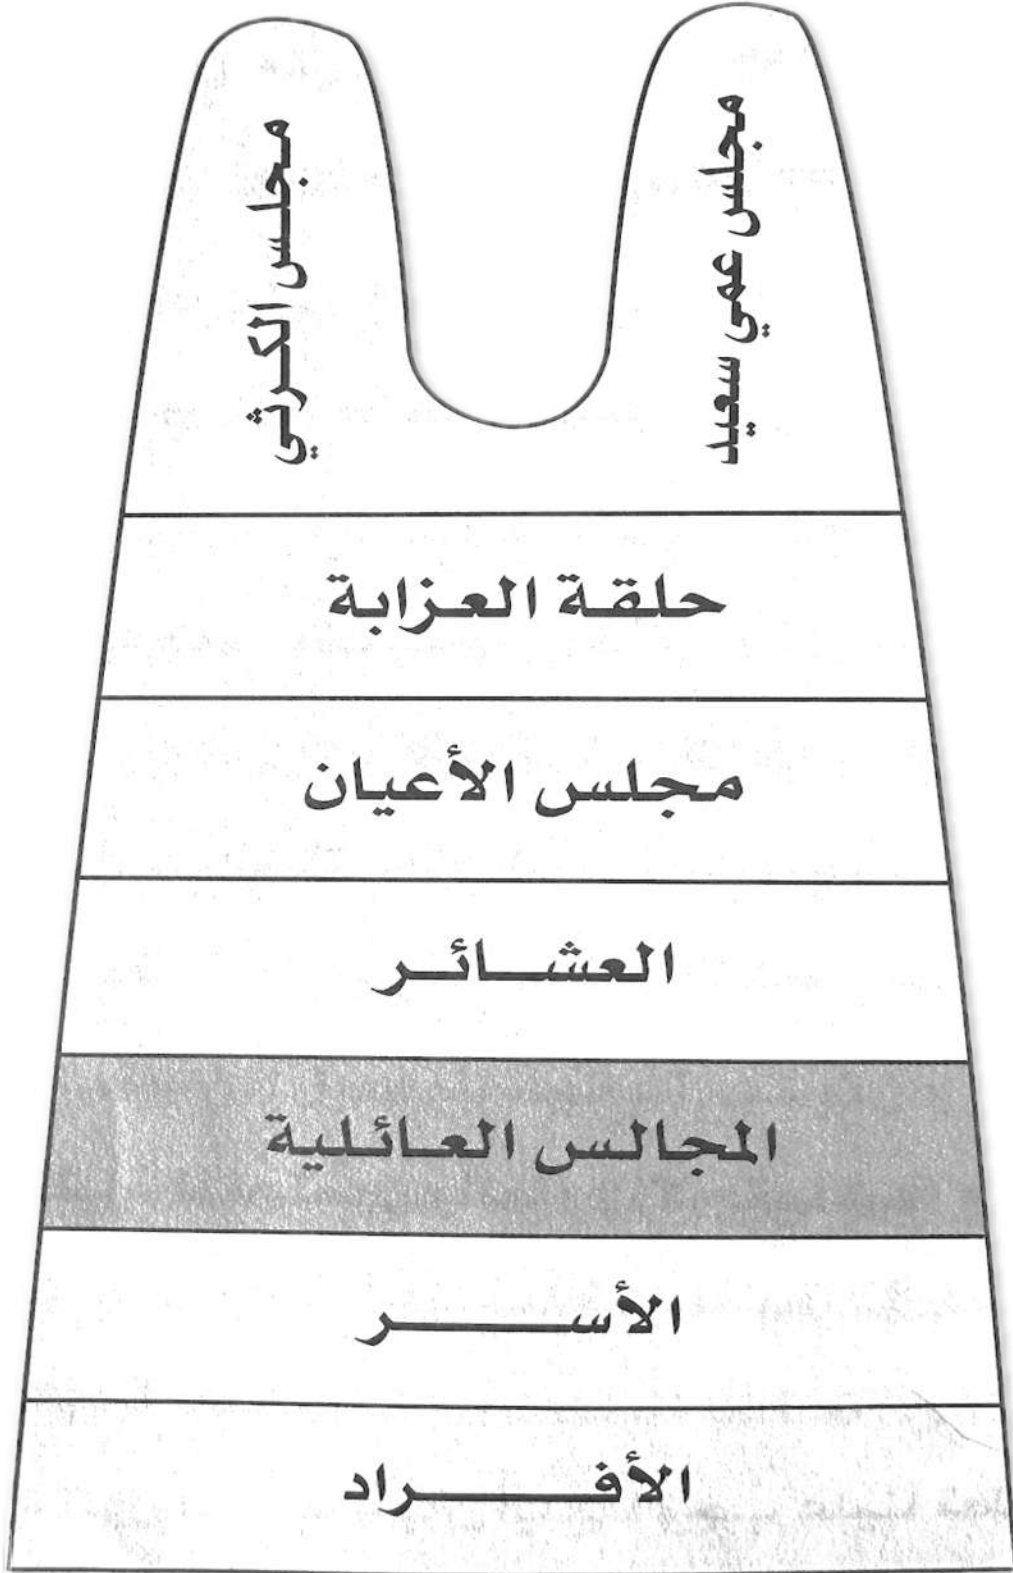 مجلس عمي سعيد
مجلس الكرثي
حلقة العزابة
مجلس الأعيان
العشائر
المجالس العائلية
الأسر
الأفراد